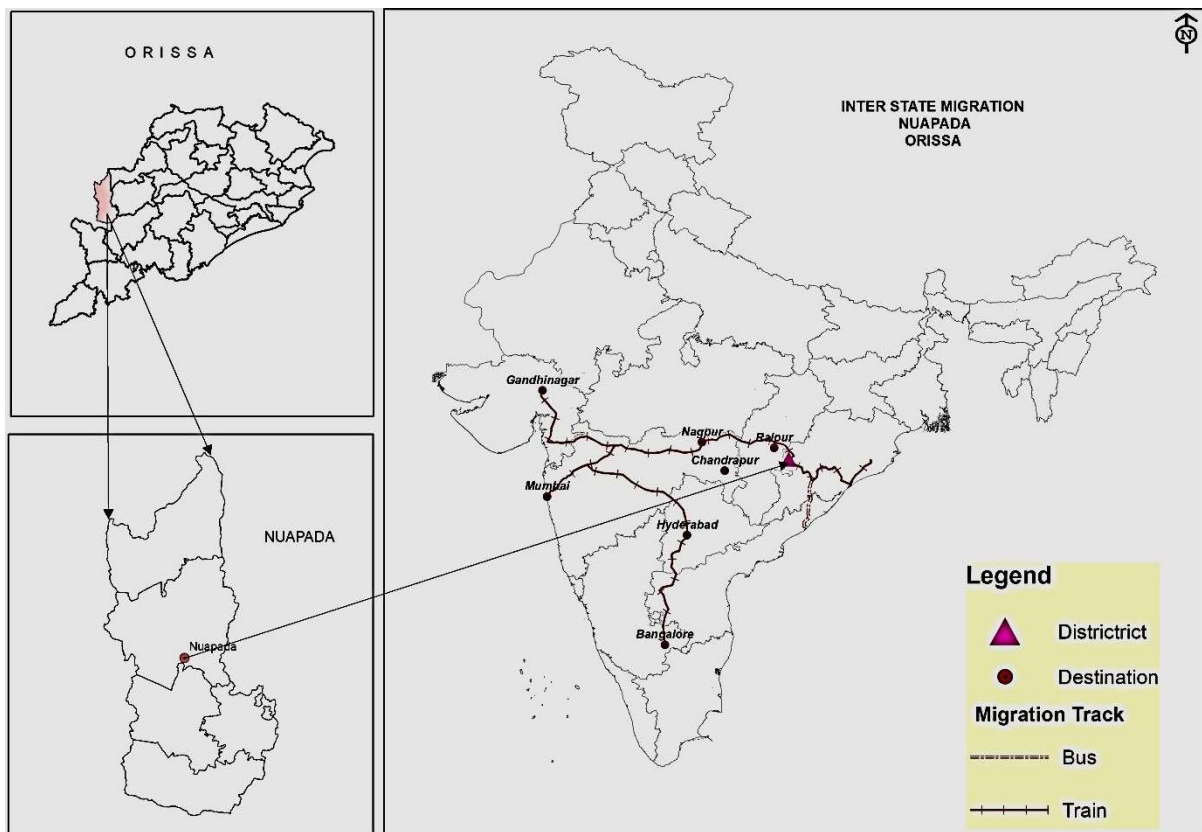 O R I S S A
NUAPADA
Nuapada
N
INTER STATE MIGRATION
NUAPADA
ORISSA
Gandhinagar
Nagpur
Raipur
Chandrapur
Mumbai
Hyderabad
Bangalore
Legend
Districtrict
Destination
Migration Track
Bus
Train